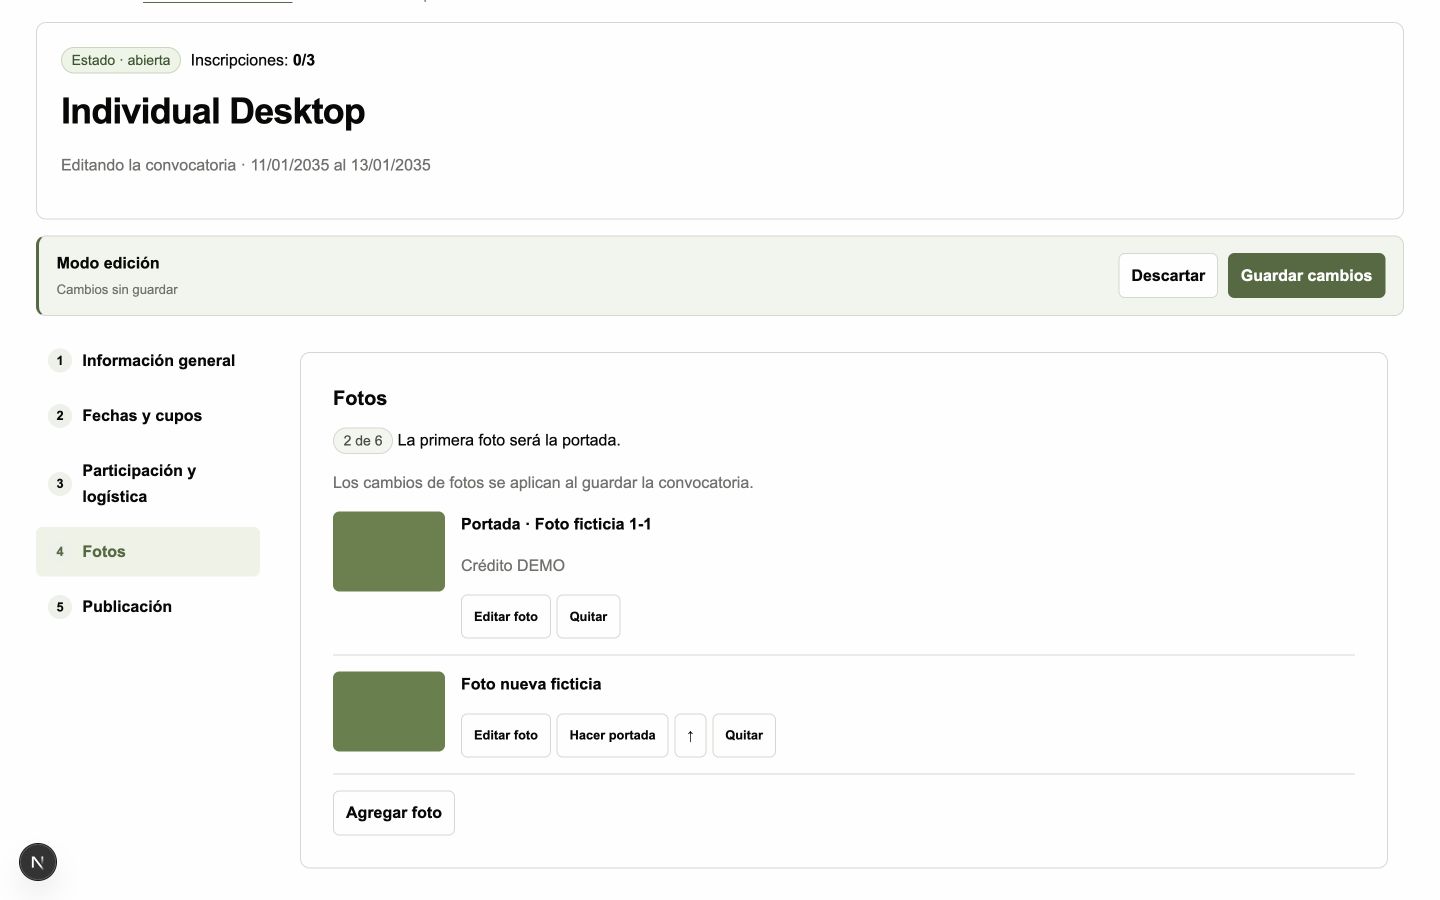 Estado · abierta Inscripciones: 0/3
Individual Desktop
Editando la convocatoria · 11/01/2035 al 13/01/2035
Modo edición
Cambios sin guardar
Descartar
Guardar cambios
1 Información general
2 Fechas y cupos
3 Participación y
logística
4 Fotos
5 Publicación
Fotos
2 de 6 La primera foto será la portada.
Los cambios de fotos se aplican al guardar la convocatoria.
Portada · Foto ficticia 1-1
Crédito DEMO
Editar foto Quitar
Foto nueva ficticia
Editar foto Hacer portada ↑ Quitar
Agregar foto
N